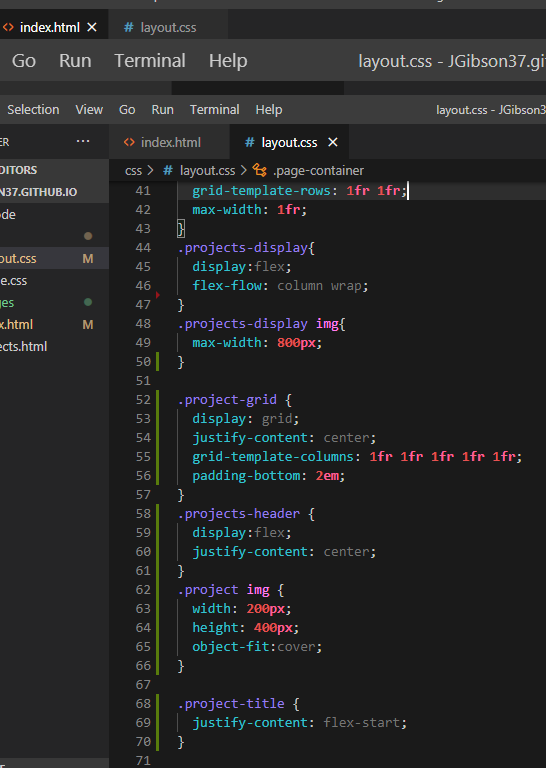 <> index.html × # layout.css
Go Run Terminal Help layout.css - JGibson37.gi
Selection View Go Run Terminal Help layout.css - JGibson3
ER ··· <> index.html # layout.css ×
DITORS css > # layout.css > .page-container
N37.GITHUB.IO 41 grid-template-rows: 1fr 1fr;
de 42 max-width: 1fr;
43 }
44 .projects-display{
out.css M 45 display:flex;
e.css 46 flex-flow: column wrap;
ges 47 }
x.html M 48 .projects-display img{
ects.html 49 max-width: 800px;
50 }
51
52 .project-grid {
53 display: grid;
54 justify-content: center;
55 grid-template-columns: 1fr 1fr 1fr 1fr 1fr;
56 padding-bottom: 2em;
57 }
58 .projects-header {
59 display:flex;
60 justify-content: center;
61 }
62 .project img {
63 width: 200px;
64 height: 400px;
65 object-fit:cover;
66 }
67
68 .project-title {
69 justify-content: flex-start;
70 }
71